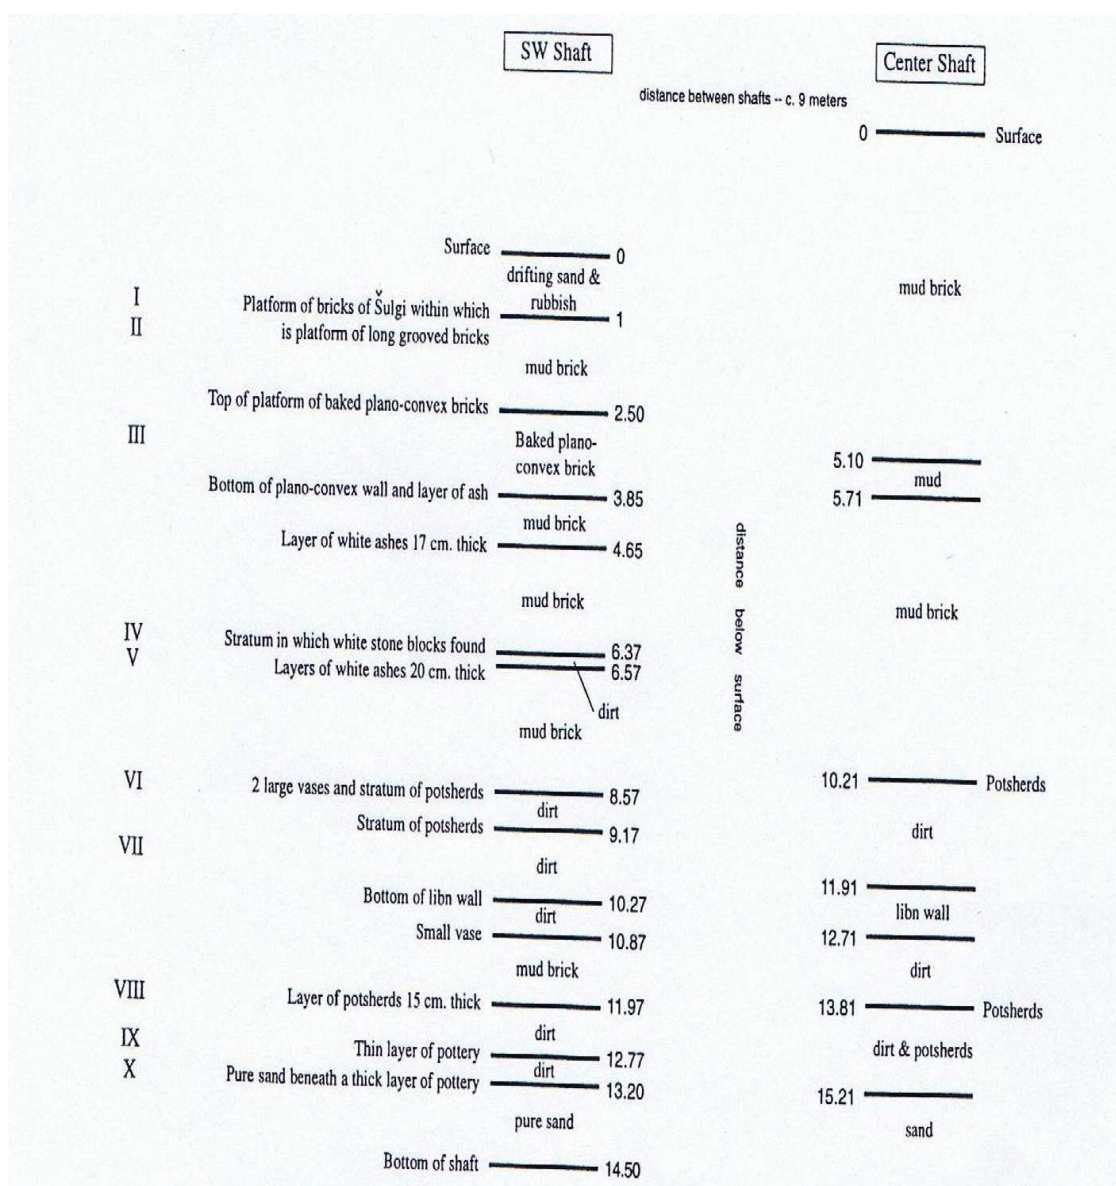 SW Shaft
Center Shaft
distance between shafts -- c. 9 meters
0 Surface
Surface 0
drifting sand &
rubbish
mud brick
I
Platform of bricks of Šulgi within which 1
II
is platform of long grooved bricks
mud brick
Top of platform of baked plano-convex bricks 2.50
III
Baked plano-
convex brick
5.10
mud
5.71
Bottom of plano-convex wall and layer of ash 3.85
mud brick
Layer of white ashes 17 cm. thick 4.65
distance below surface
mud brick
mud brick
IV
Stratum in which white stone blocks found 6.37
V
Layers of white ashes 20 cm. thick 6.57
dirt
mud brick
VI
2 large vases and stratum of potsherds 8.57
10.21 Potsherds
dirt
Stratum of potsherds 9.17
dirt
VII
dirt
Bottom of libn wall 10.27
11.91
dirt
libn wall
Small vase 10.87
12.71
mud brick
dirt
VIII
Layer of potsherds 15 cm. thick 11.97
13.81 Potsherds
dirt
IX
Thin layer of pottery 12.77
dirt & potsherds
dirt
X
Pure sand beneath a thick layer of pottery 13.20
15.21
pure sand
sand
Bottom of shaft 14.50